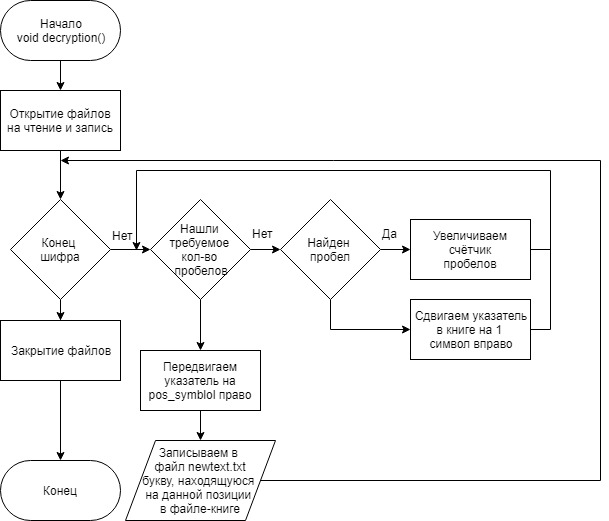 Начало
void decryption()
Открытие файлов
на чтение и запись
Конец
шифра
Нет
Нашли
требуемое
кол-во
пробелов
Нет
Найден
пробел
Да
Увеличиваем
счётчик
пробелов
Сдвигаем указатель
в книге на 1
символ вправо
Закрытие файлов
Передвигаем
указатель на
pos_symblol право
Записываем в
файл newtext.txt
букву, находящуюся
на данной позиции
в файле-книге
Конец